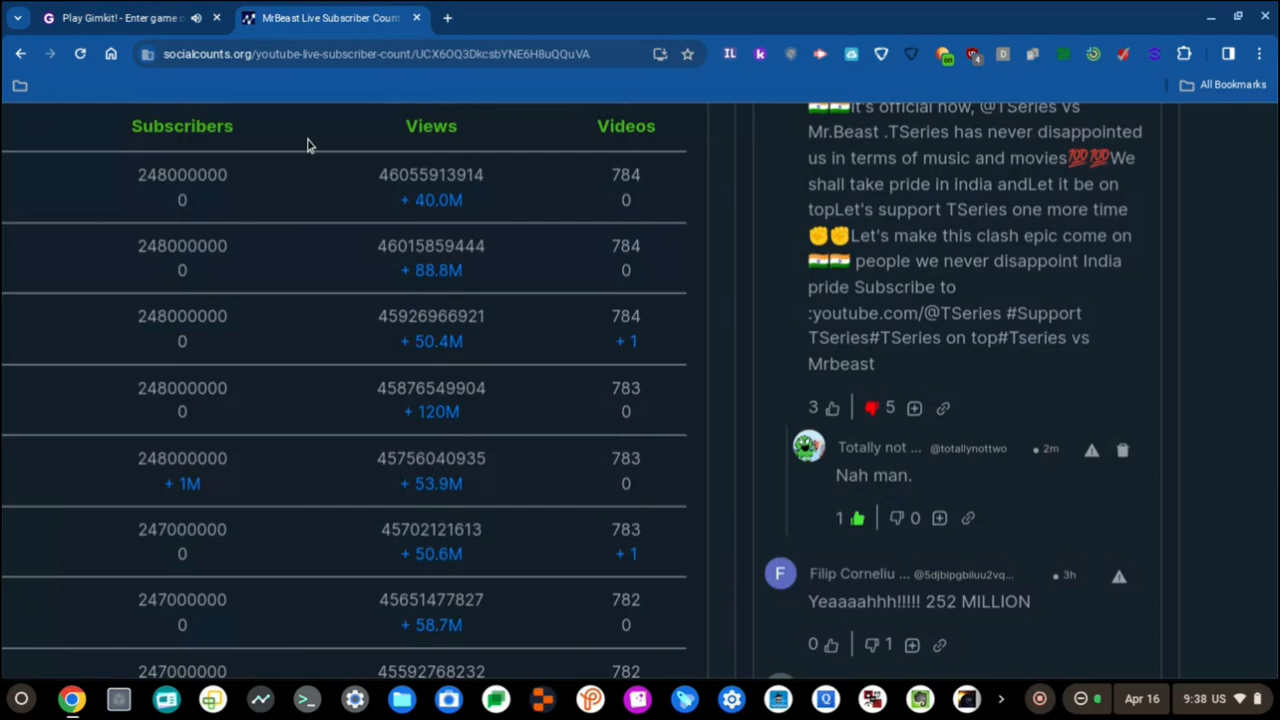 Play Gimkit! - Enter game c
MrBeast Live Subscriber Count
socialcounts.org/youtube-live-subscriber-count/UCX6OQ3DkcsbYNE6H8uQQuVA
All Bookmarks
Subscribers Views Videos
248000000 46055913914 784
0 + 40.0M 0
248000000 46015859444 784
0 + 88.8M 0
248000000 45926966921 784
0 + 50.4M + 1
248000000 45876549904 783
0 + 120M 0
248000000 45756040935 783
+ 1M + 53.9M 0
247000000 45702121613 783
0 + 50.6M + 1
247000000 45651477827 782
0 + 58.7M 0
247000000 45592768232 782
🇮🇳🇮🇳It's official now, @TSeries vs
Mr.Beast .TSeries has never disappointed
us in terms of music and movies💯💯We
shall take pride in india andLet it be on
topLet's support TSeries one more time
✊✊Let's make this clash epic come on
🇮🇳🇮🇳 people we never disappoint India
pride Subscribe to
:youtube.com/@TSeries #Support
TSeries#TSeries on top#Tseries vs
Mrbeast
3 5
Totally not ... @totallynottwo • 2m
Nah man.
1 0
F Filip Corneliu ... @5djbipgbiluu2vq... • 3h
Yeaaaahhh!!!!! 252 MILLION
0 1
Apr 16 9:38 US